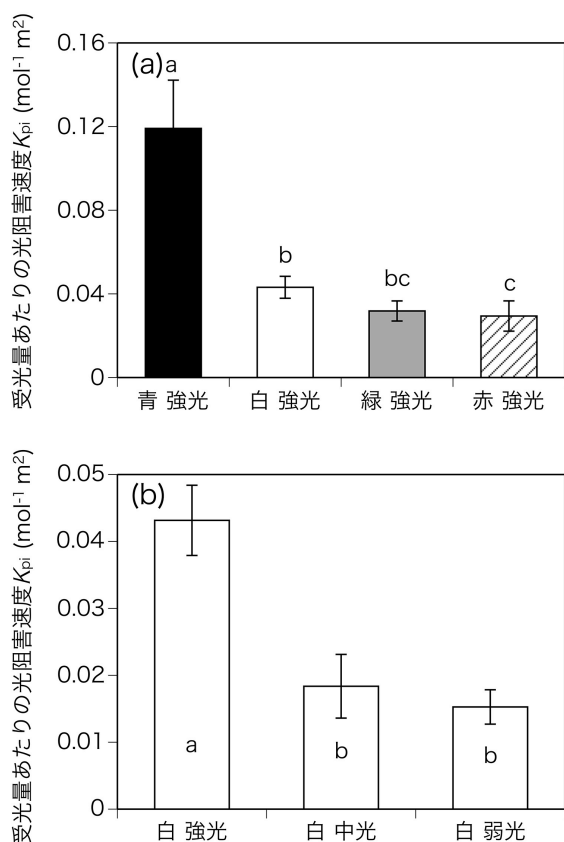 受光量あたりの光阻害速度Kpi (mol-1 m2)
0.16
0.12
0.08
0.04
0
(a)
a
b
bc
c
青 強光 白 強光 緑 強光 赤 強光
受光量あたりの光阻害速度Kpi (mol-1 m2)
0.05
0.04
0.03
0.02
0.01
0
(b)
a
b
b
白 強光 白 中光 白 弱光